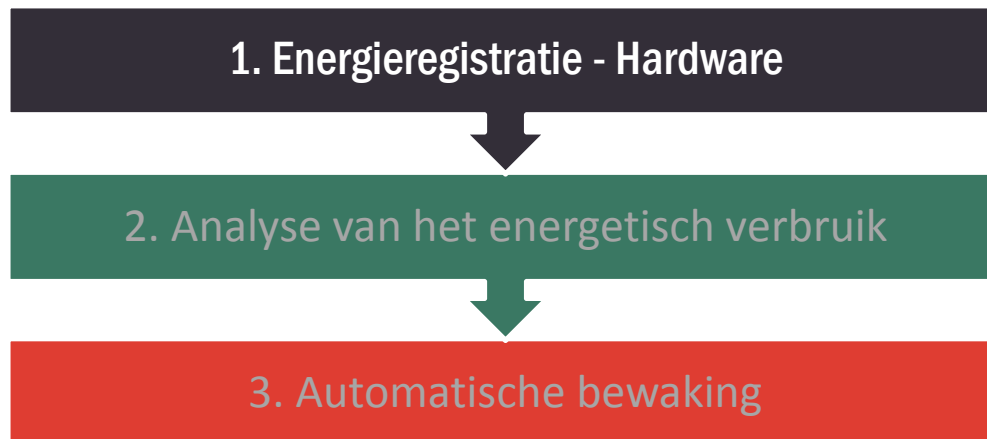 1. Energieregistratie - Hardware
2. Analyse van het energetisch verbruik
3. Automatische bewaking